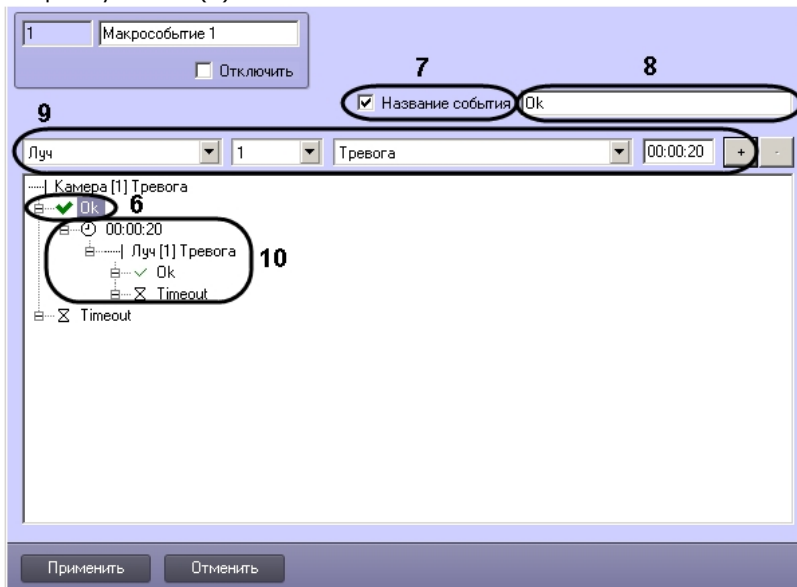 1 Макрособытие 1
Отключить
7 8
Название события Ok
9
Луч 1 Тревога 00:00:20 + -
Камера [1] Тревога
Ok 6
00:00:20
Луч [1] Тревога
10
Ok
Timeout
Timeout
Применить Отменить